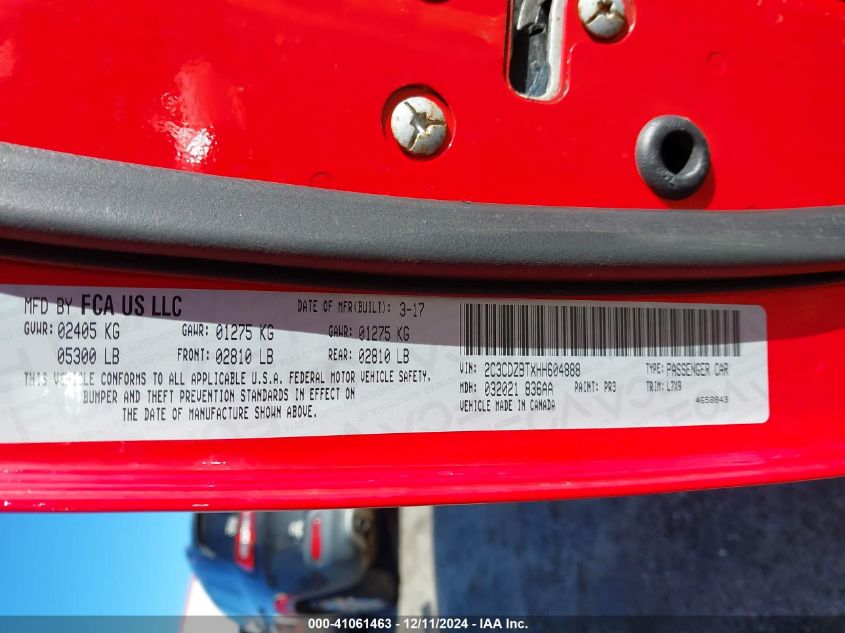 MFD BY FCA US LLC
DATE OF MFR(BUILT): 3-17
GVWR: 02405 KG GAWR: 01275 KG GAWR: 01275 KG
05300 LB FRONT: 02810 LB REAR: 02810 LB
THIS VEHICLE CONFORMS TO ALL APPLICABLE U.S.A. FEDERAL MOTOR VEHICLE SAFETY,
BUMPER AND THEFT PREVENTION STANDARDS IN EFFECT ON
THE DATE OF MANUFACTURE SHOWN ABOVE.
VIN: 2C3CDZBTXHH604888 TYPE: PASSENGER CAR
MDH: 032021 836AA PAINT: PR3 TRIM: L7X9
VEHICLE MADE IN CANADA 4658843
000-41061463 - 12/11/2024 - IAA Inc.